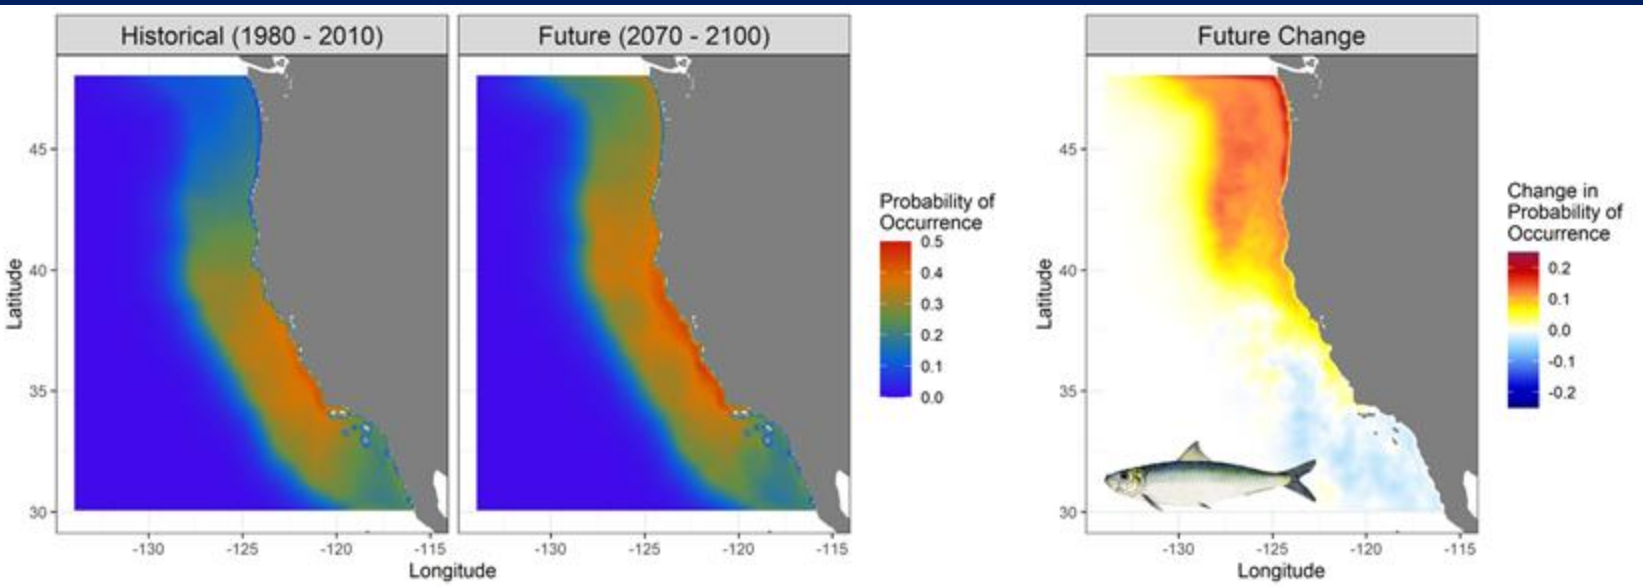 Historical (1980 - 2010)
Future (2070 - 2100)
Future Change
Latitude
45
40
35
30
-130
-125
-120
-115
-130
-125
-120
-115
Longitude
Probability of
Occurrence
0.5
0.4
0.3
0.2
0.1
0.0
Latitude
45
40
35
30
-130
-125
-120
-115
Longitude
Change in
Probability of
Occurrence
0.2
0.1
0.0
-0.1
-0.2